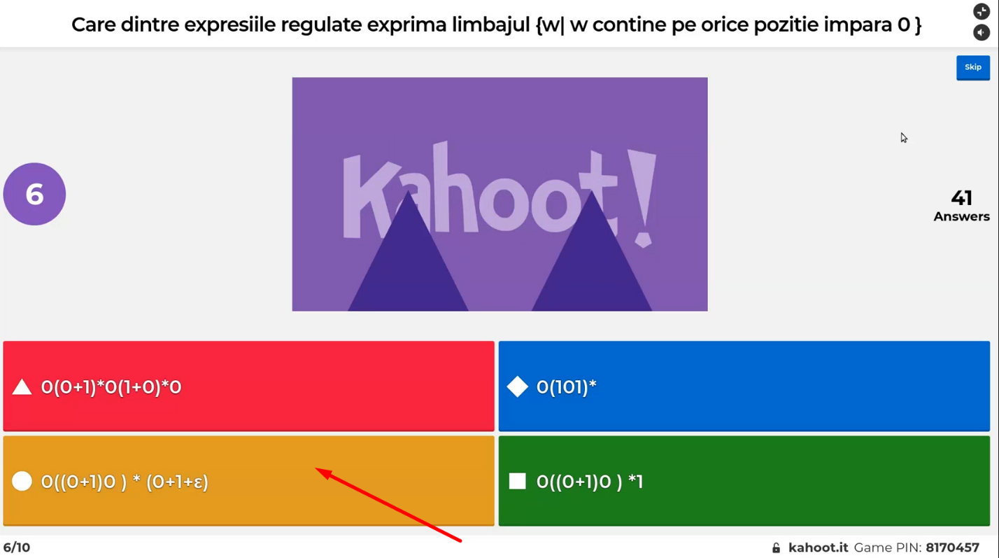 Care dintre expresiile regulate exprima limbajul {w| w contine pe orice pozitie impara 0 }
Skip
Kahoot!
6
41
Answers
0(0+1)*0(1+0)*0
0(101)*
0((0+1)0 ) * (0+1+ε)
0((0+1)0 ) *1
6/10
kahoot.it Game PIN: 8170457